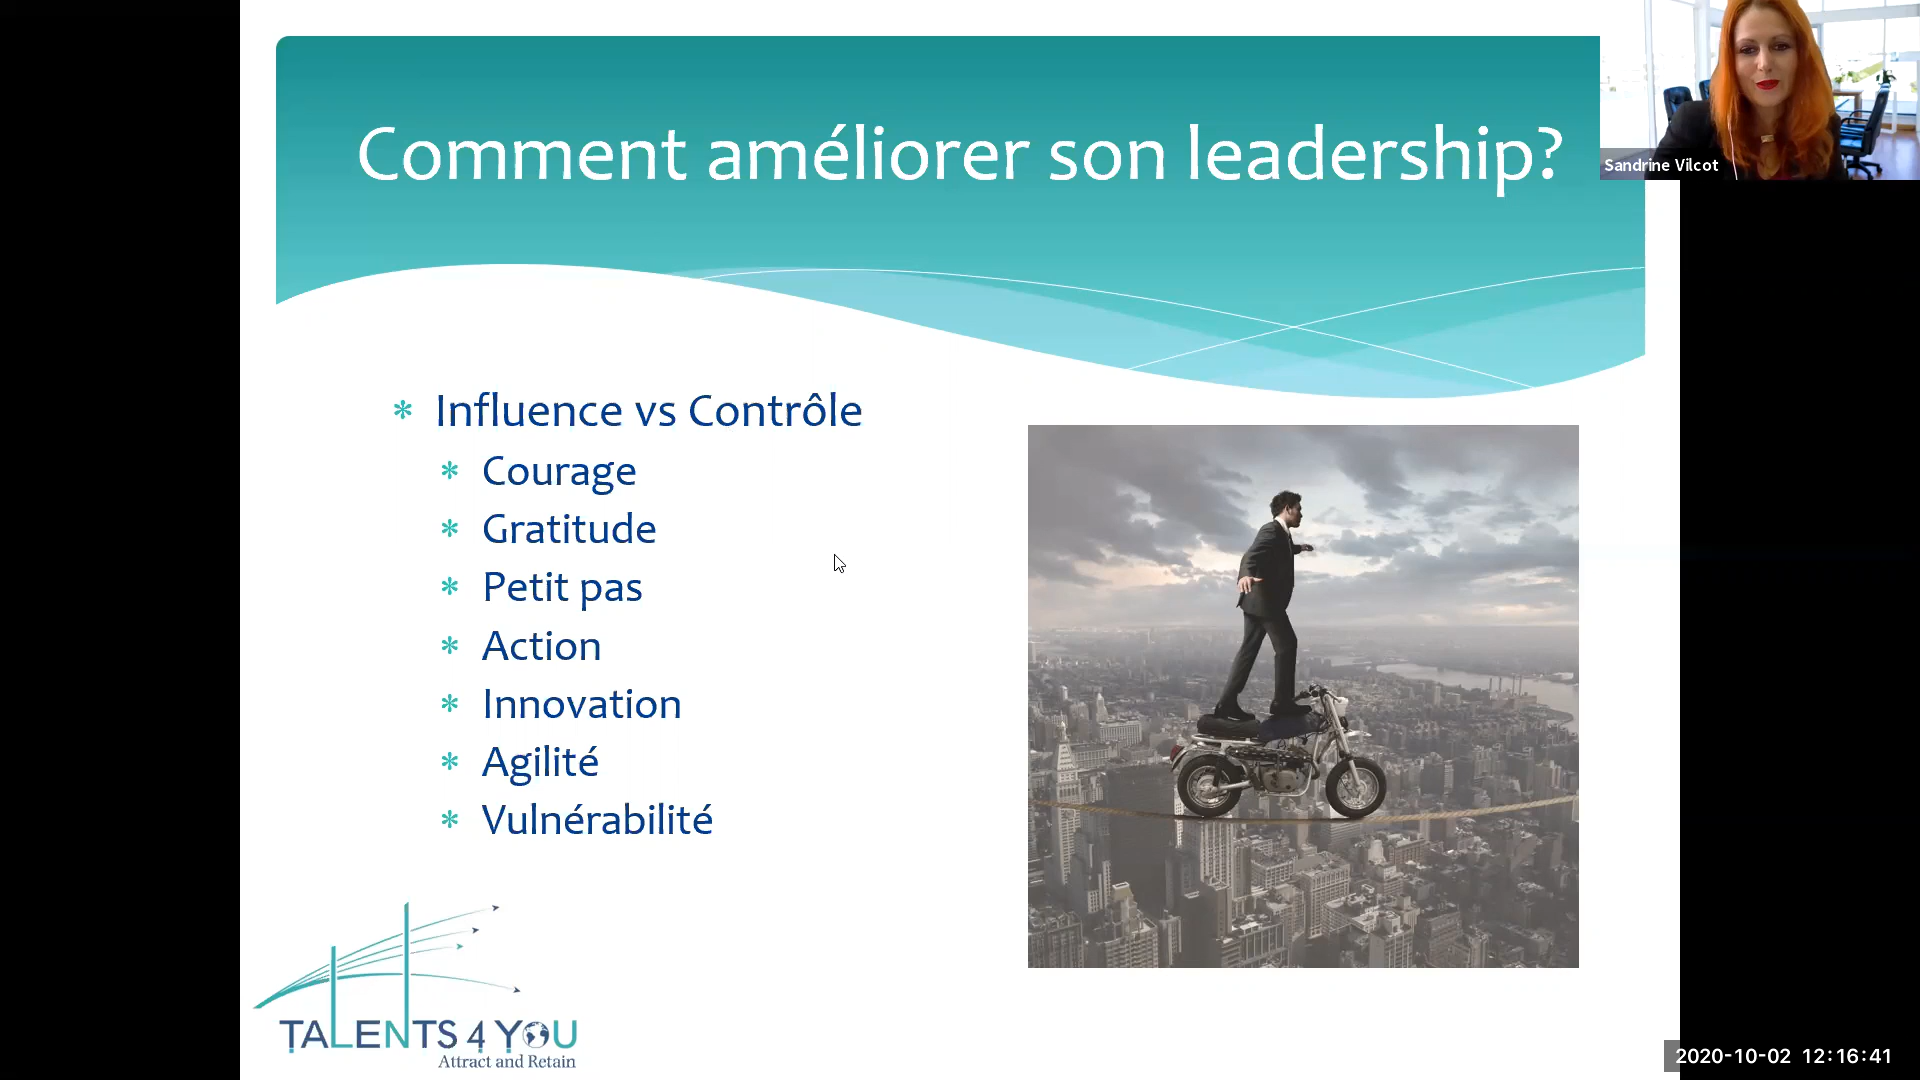 Comment améliorer son leadership?
Sandrine Vilcot
* Influence vs Contrôle
* Courage
* Gratitude
* Petit pas
* Action
* Innovation
* Agilité
* Vulnérabilité
TALENTS 4 YOU
Attract and Retain
2020-10-02 12:16:41